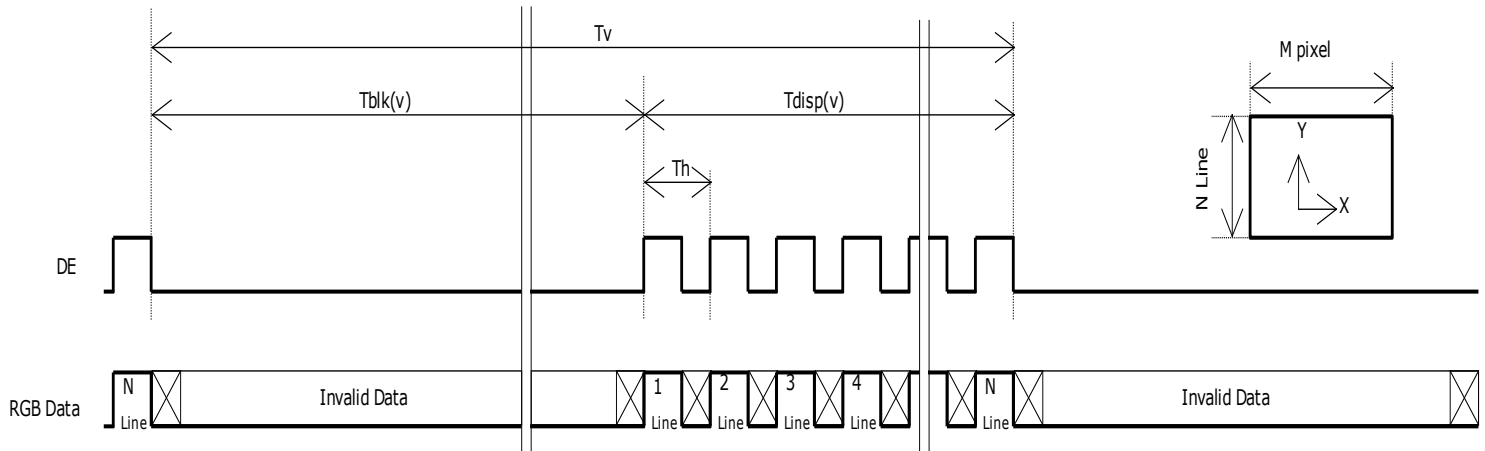 Tv
M pixel
Tblk(v)
Tdisp(v)
Y
N Line
Th
X
DE
N
1
2
3
4
N
Invalid Data
Invalid Data
RGB Data
Line
Line
Line
Line
Line
Line